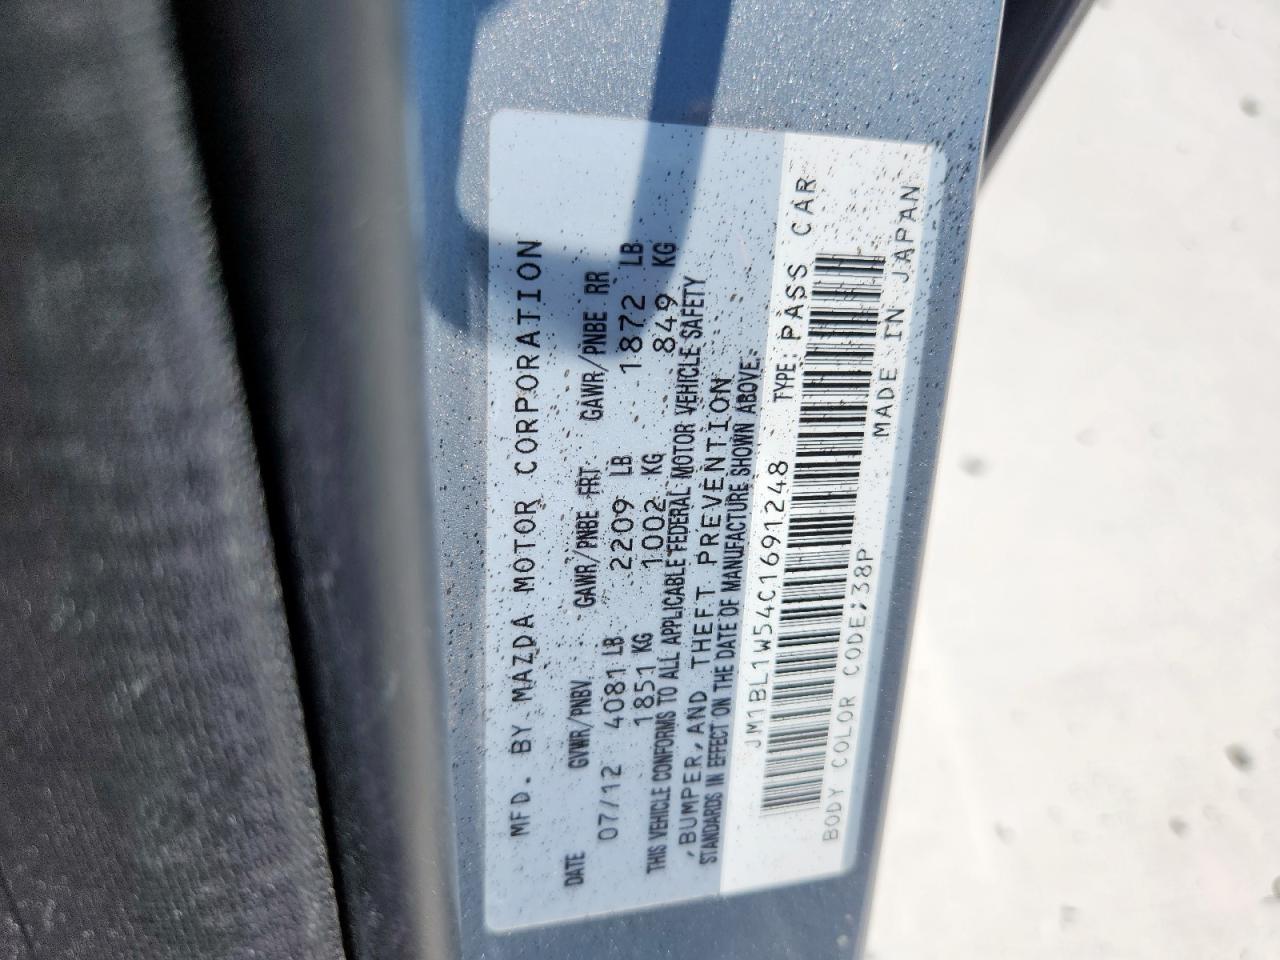 MFD. BY MAZDA MOTOR CORPORATION
DATE GVWR/PNBV GAWR/PNBE FRT GAWR/PNBE RR
07/12 4081 LB 2209 LB 1872 LB
1851 KG 1002 KG 849 KG
THIS VEHICLE CONFORMS TO ALL APPLICABLE FEDERAL MOTOR VEHICLE SAFETY
,BUMPER,AND THEFT PREVENTION
STANDARDS IN EFFECT ON THE DATE OF MANUFACTURE SHOWN ABOVE.
JM1BL1W54C1691248 TYPE: PASS CAR
BODY COLOR CODE:38P MADE IN JAPAN